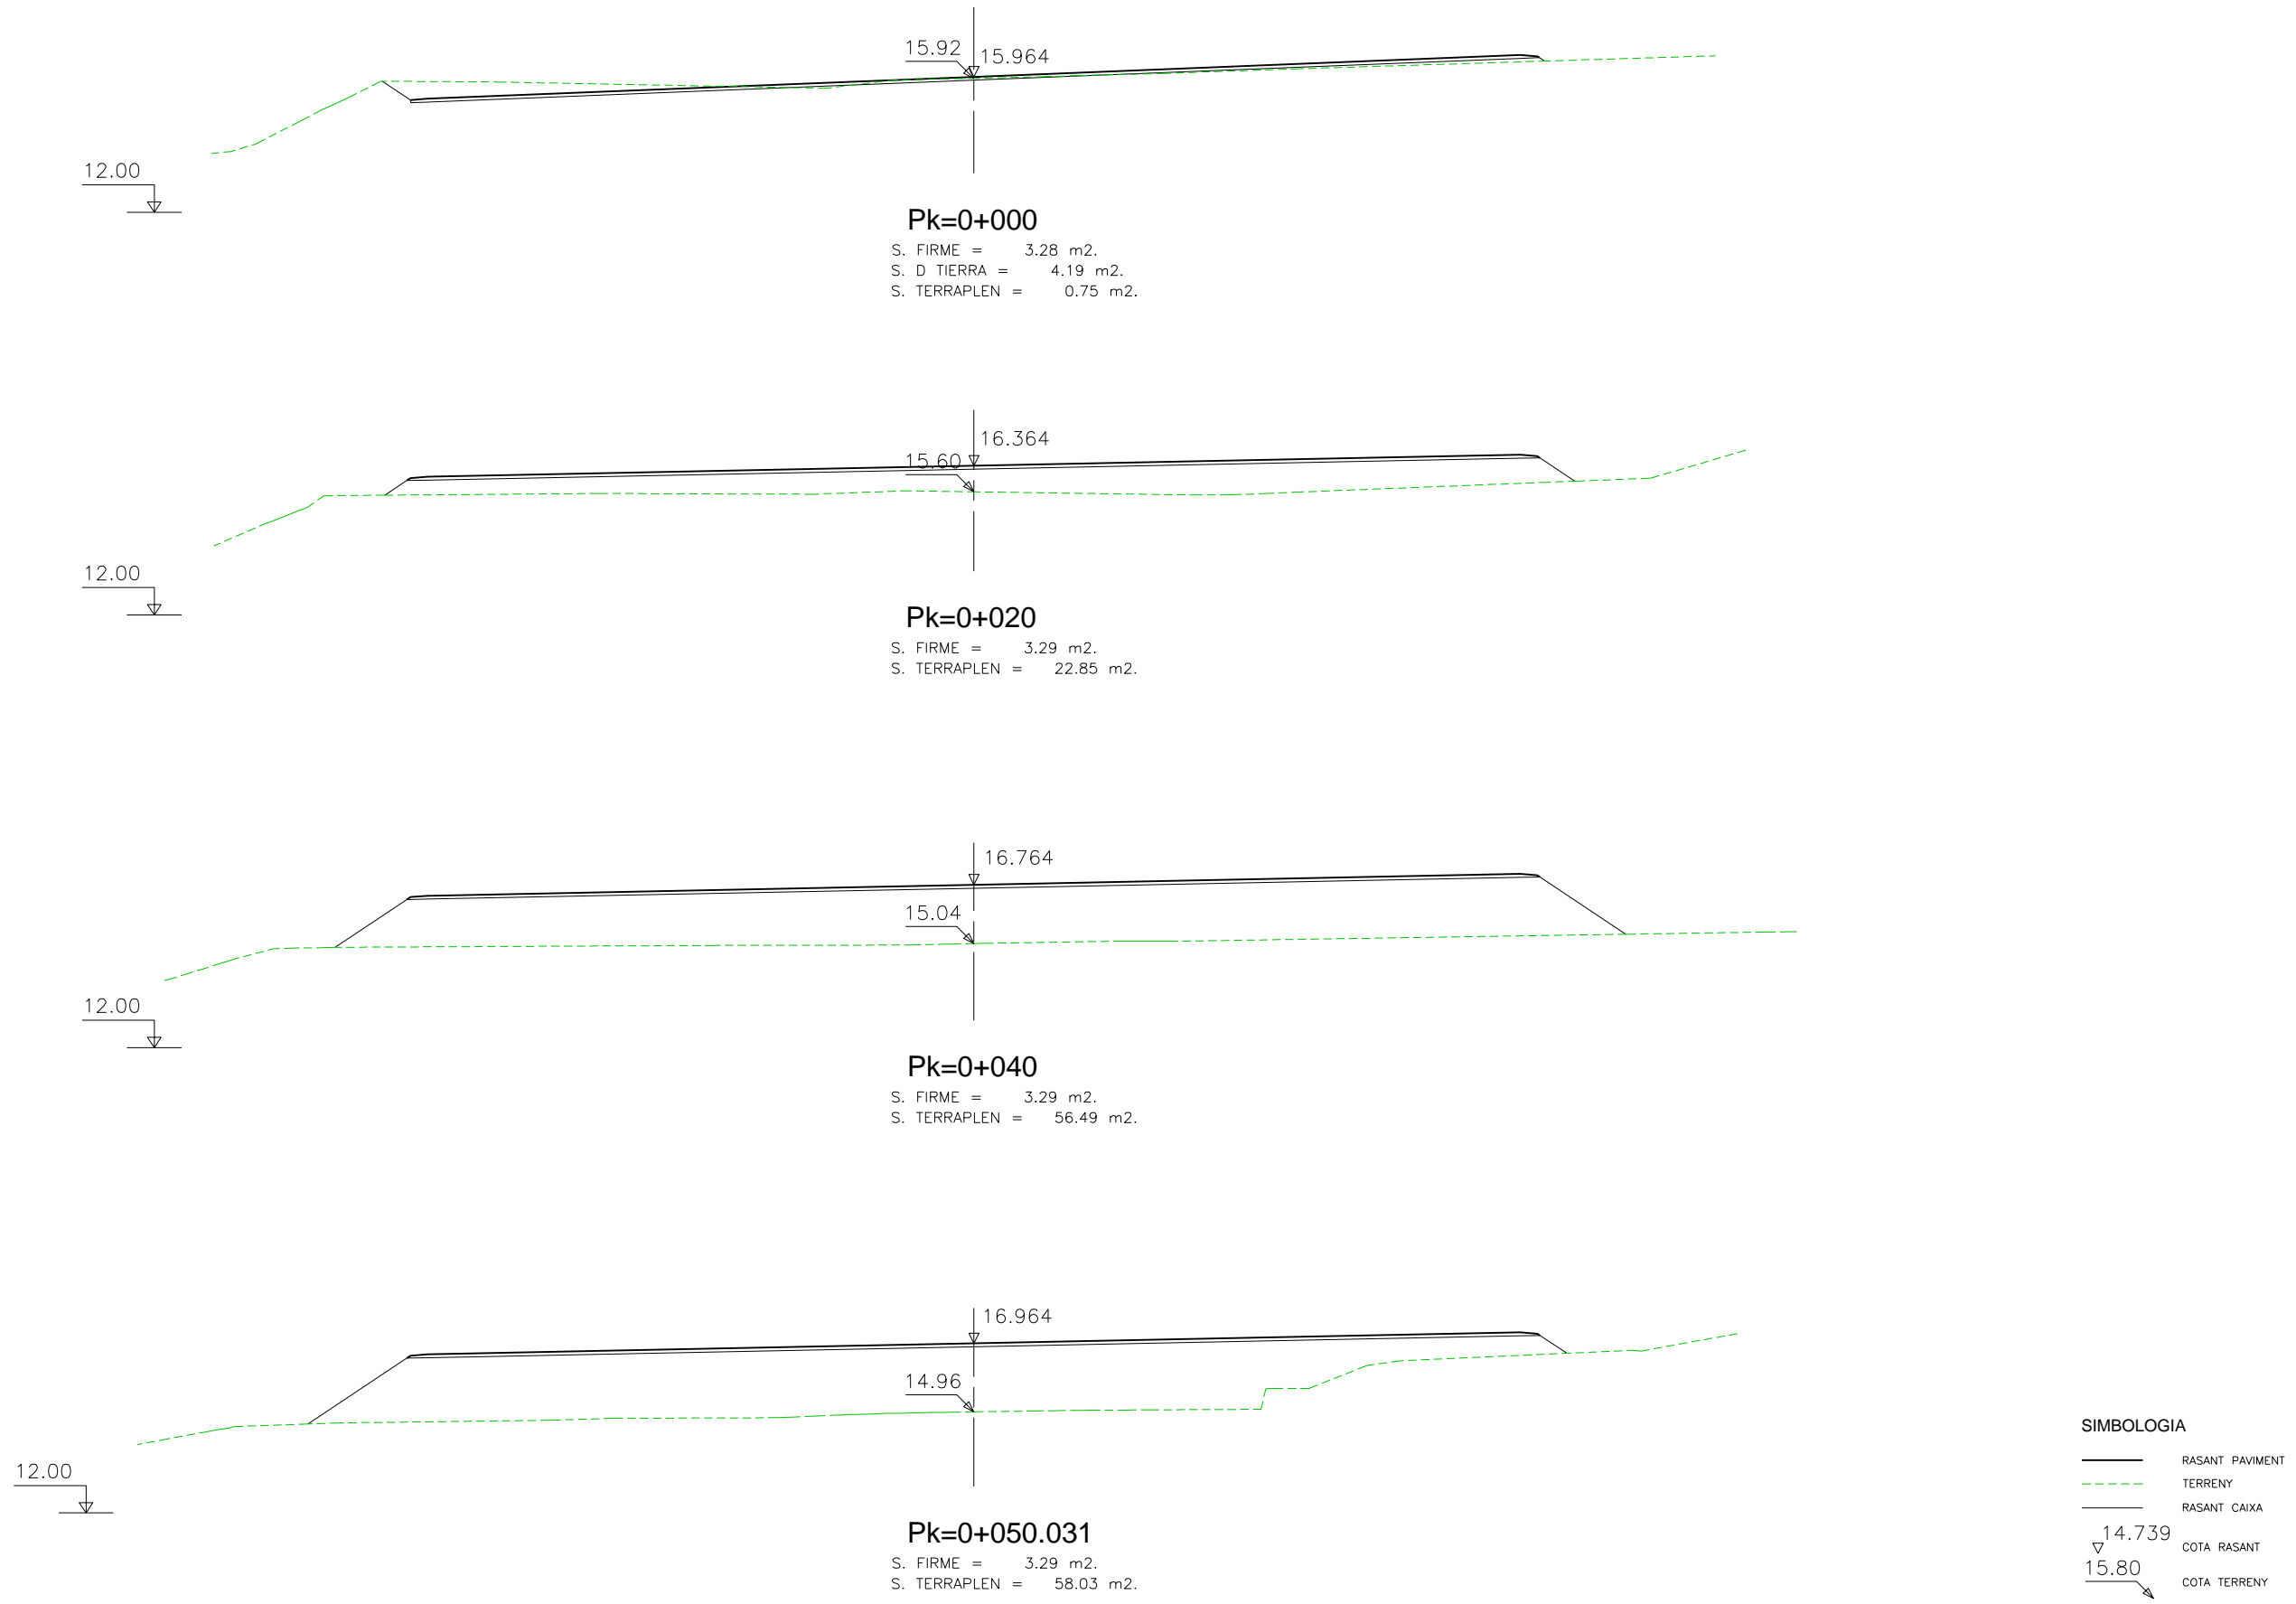 15.92
15.964
12.00
Pk=0+000
S. FIRME = 3.28 m2.
S. D TIERRA = 4.19 m2.
S. TERRAPLEN = 0.75 m2.
16.364
15.60
12.00
Pk=0+020
S. FIRME = 3.29 m2.
S. TERRAPLEN = 22.85 m2.
16.764
15.04
12.00
Pk=0+040
S. FIRME = 3.29 m2.
S. TERRAPLEN = 56.49 m2.
16.964
14.96
12.00
Pk=0+050.031
S. FIRME = 3.29 m2.
S. TERRAPLEN = 58.03 m2.
SIMBOLOGIA
RASANT PAVIMENT
TERRENY
RASANT CAIXA
14.739 COTA RASANT
15.80 COTA TERRENY